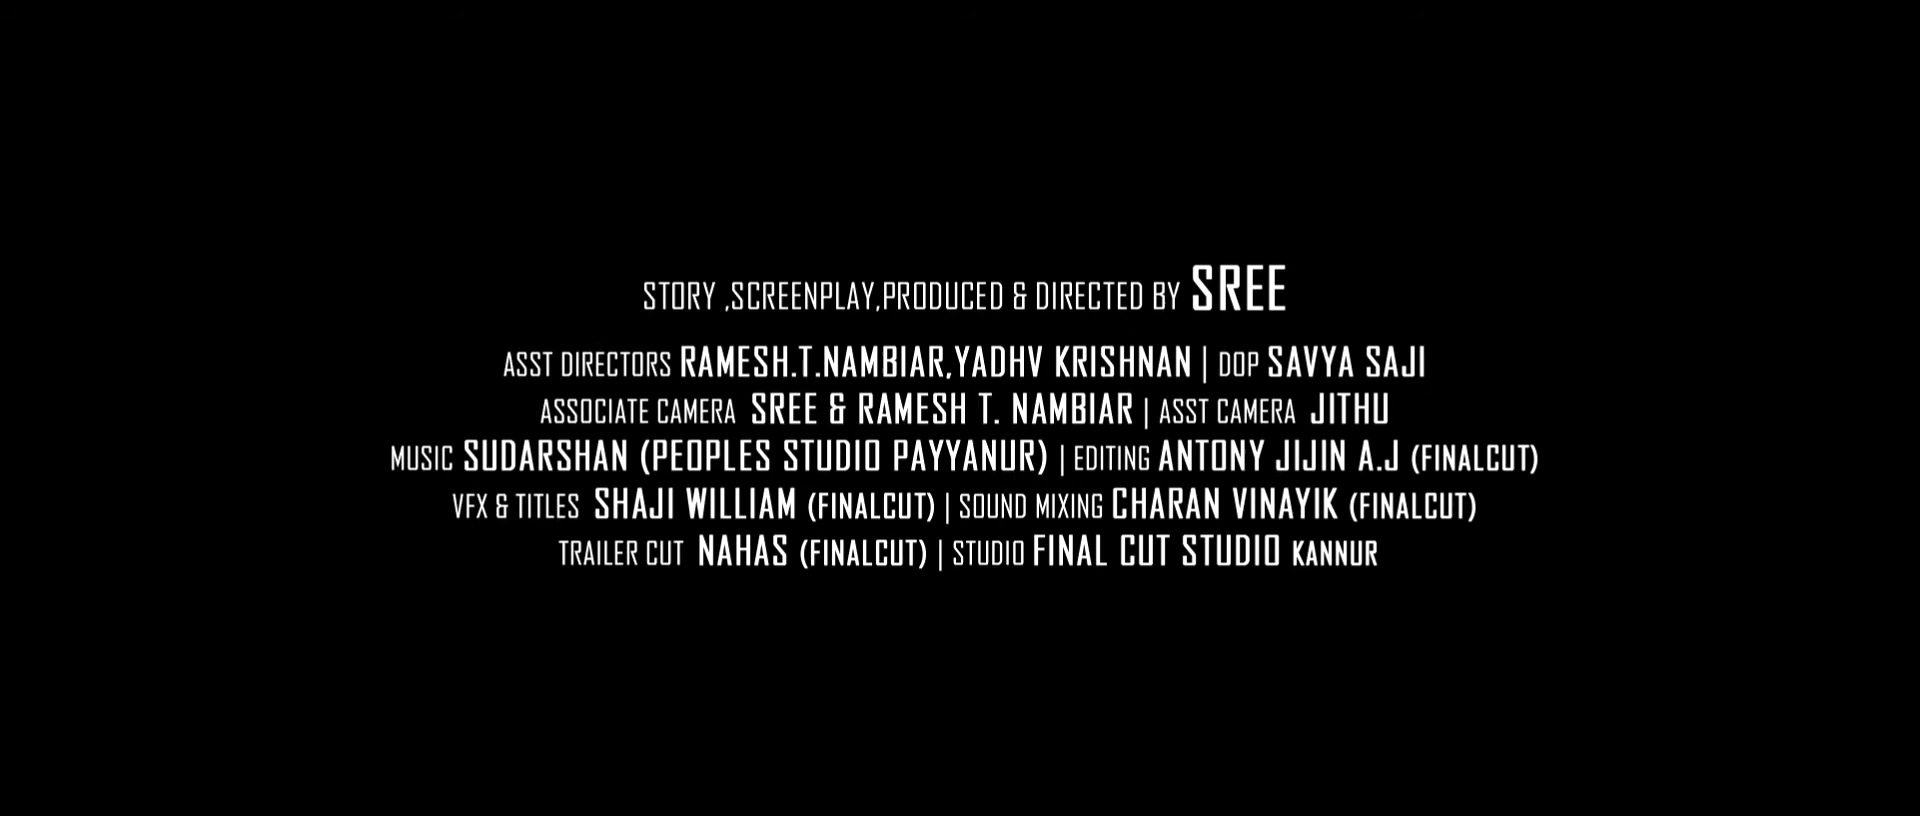 STORY ,SCREENPLAY,PRODUCED & DIRECTED BY SREE
ASST DIRECTORS RAMESH.T.NAMBIAR,YADHV KRISHNAN | DOP SAVYA SAJI
ASSOCIATE CAMERA SREE & RAMESH T. NAMBIAR | ASST CAMERA JITHU
MUSIC SUDARSHAN (PEOPLES STUDIO PAYYANUR) | EDITING ANTONY JIJIN A.J (FINALCUT)
VFX & TITLES SHAJI WILLIAM (FINALCUT) | SOUND MIXING CHARAN VINAYIK (FINALCUT)
TRAILER CUT NAHAS (FINALCUT) | STUDIO FINAL CUT STUDIO KANNUR